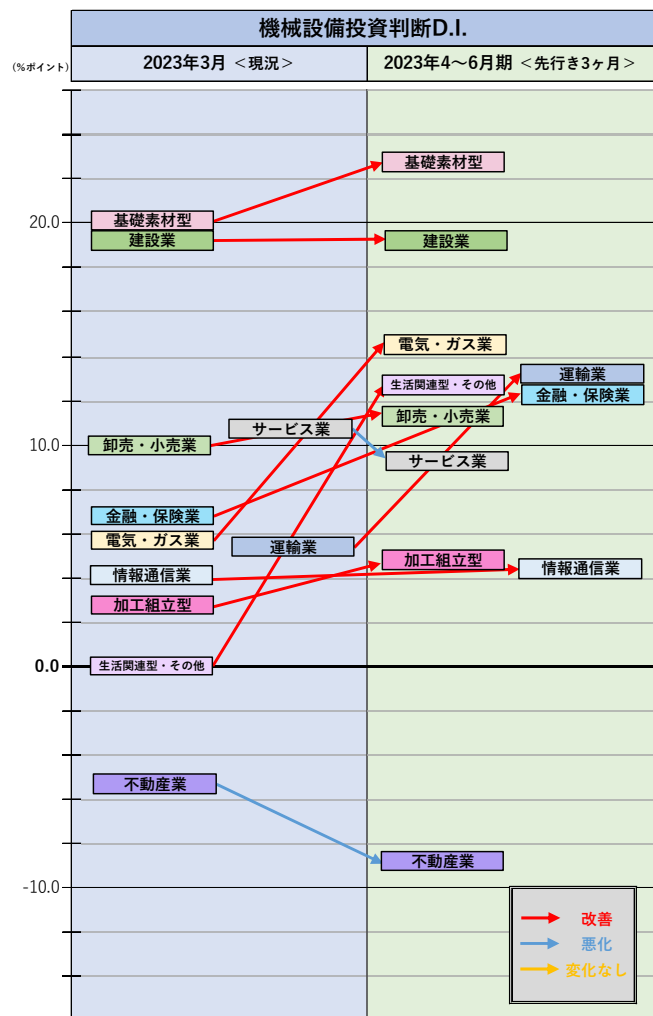 機械設備投資判断D.I.
(%ポイント)
2023年3月 <現況>
2023年4～6月期 <先行き3ヶ月>
基礎素材型
基礎素材型
20.0
建設業
建設業
電気・ガス業
運輸業
生活関連型・その他
金融・保険業
卸売・小売業
サービス業
10.0
卸売・小売業
サービス業
金融・保険業
電気・ガス業
運輸業
加工組立型
情報通信業
情報通信業
加工組立型
0.0
生活関連型・その他
不動産業
不動産業
-10.0
改善
悪化
変化なし